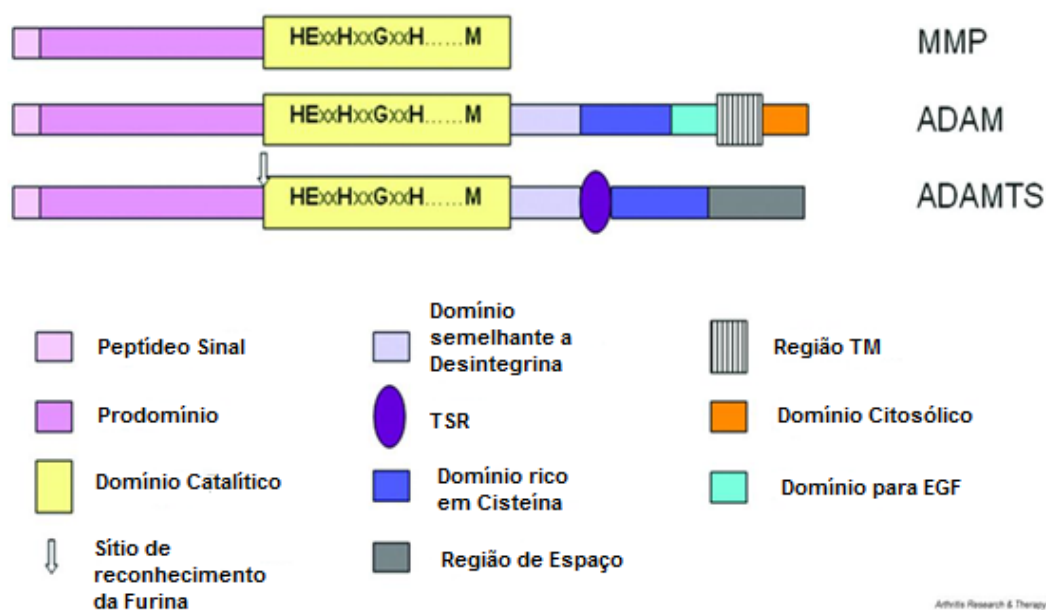 HExxHxxGxxH......M MMP
HExxHxxGxxH......M ADAM
HExxHxxGxxH......M ADAMTS
Peptídeo Sinal
Domínio
semelhante a
Desintegrina
Região TM
Prodomínio
TSR
Domínio Citosólico
Domínio Catalítico
Domínio rico
em Cisteína
Domínio para EGF
Sítio de
reconhecimento
da Furina
Região de Espaço
Arthritis Research & Therapy